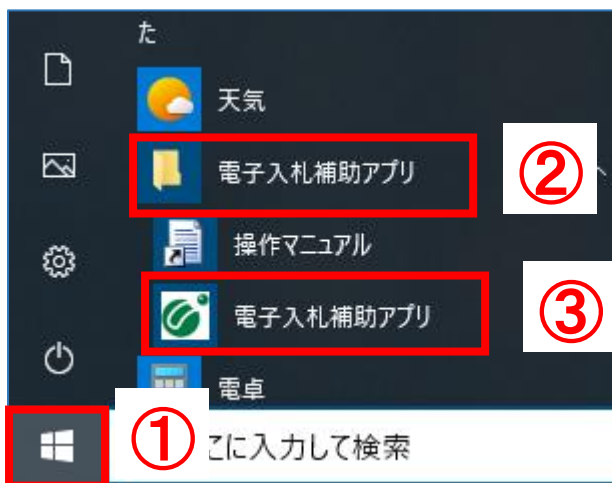 た
天気
電子入札補助アプリ
②
操作マニュアル
電子入札補助アプリ
③
電卓
①
こに入力して検索